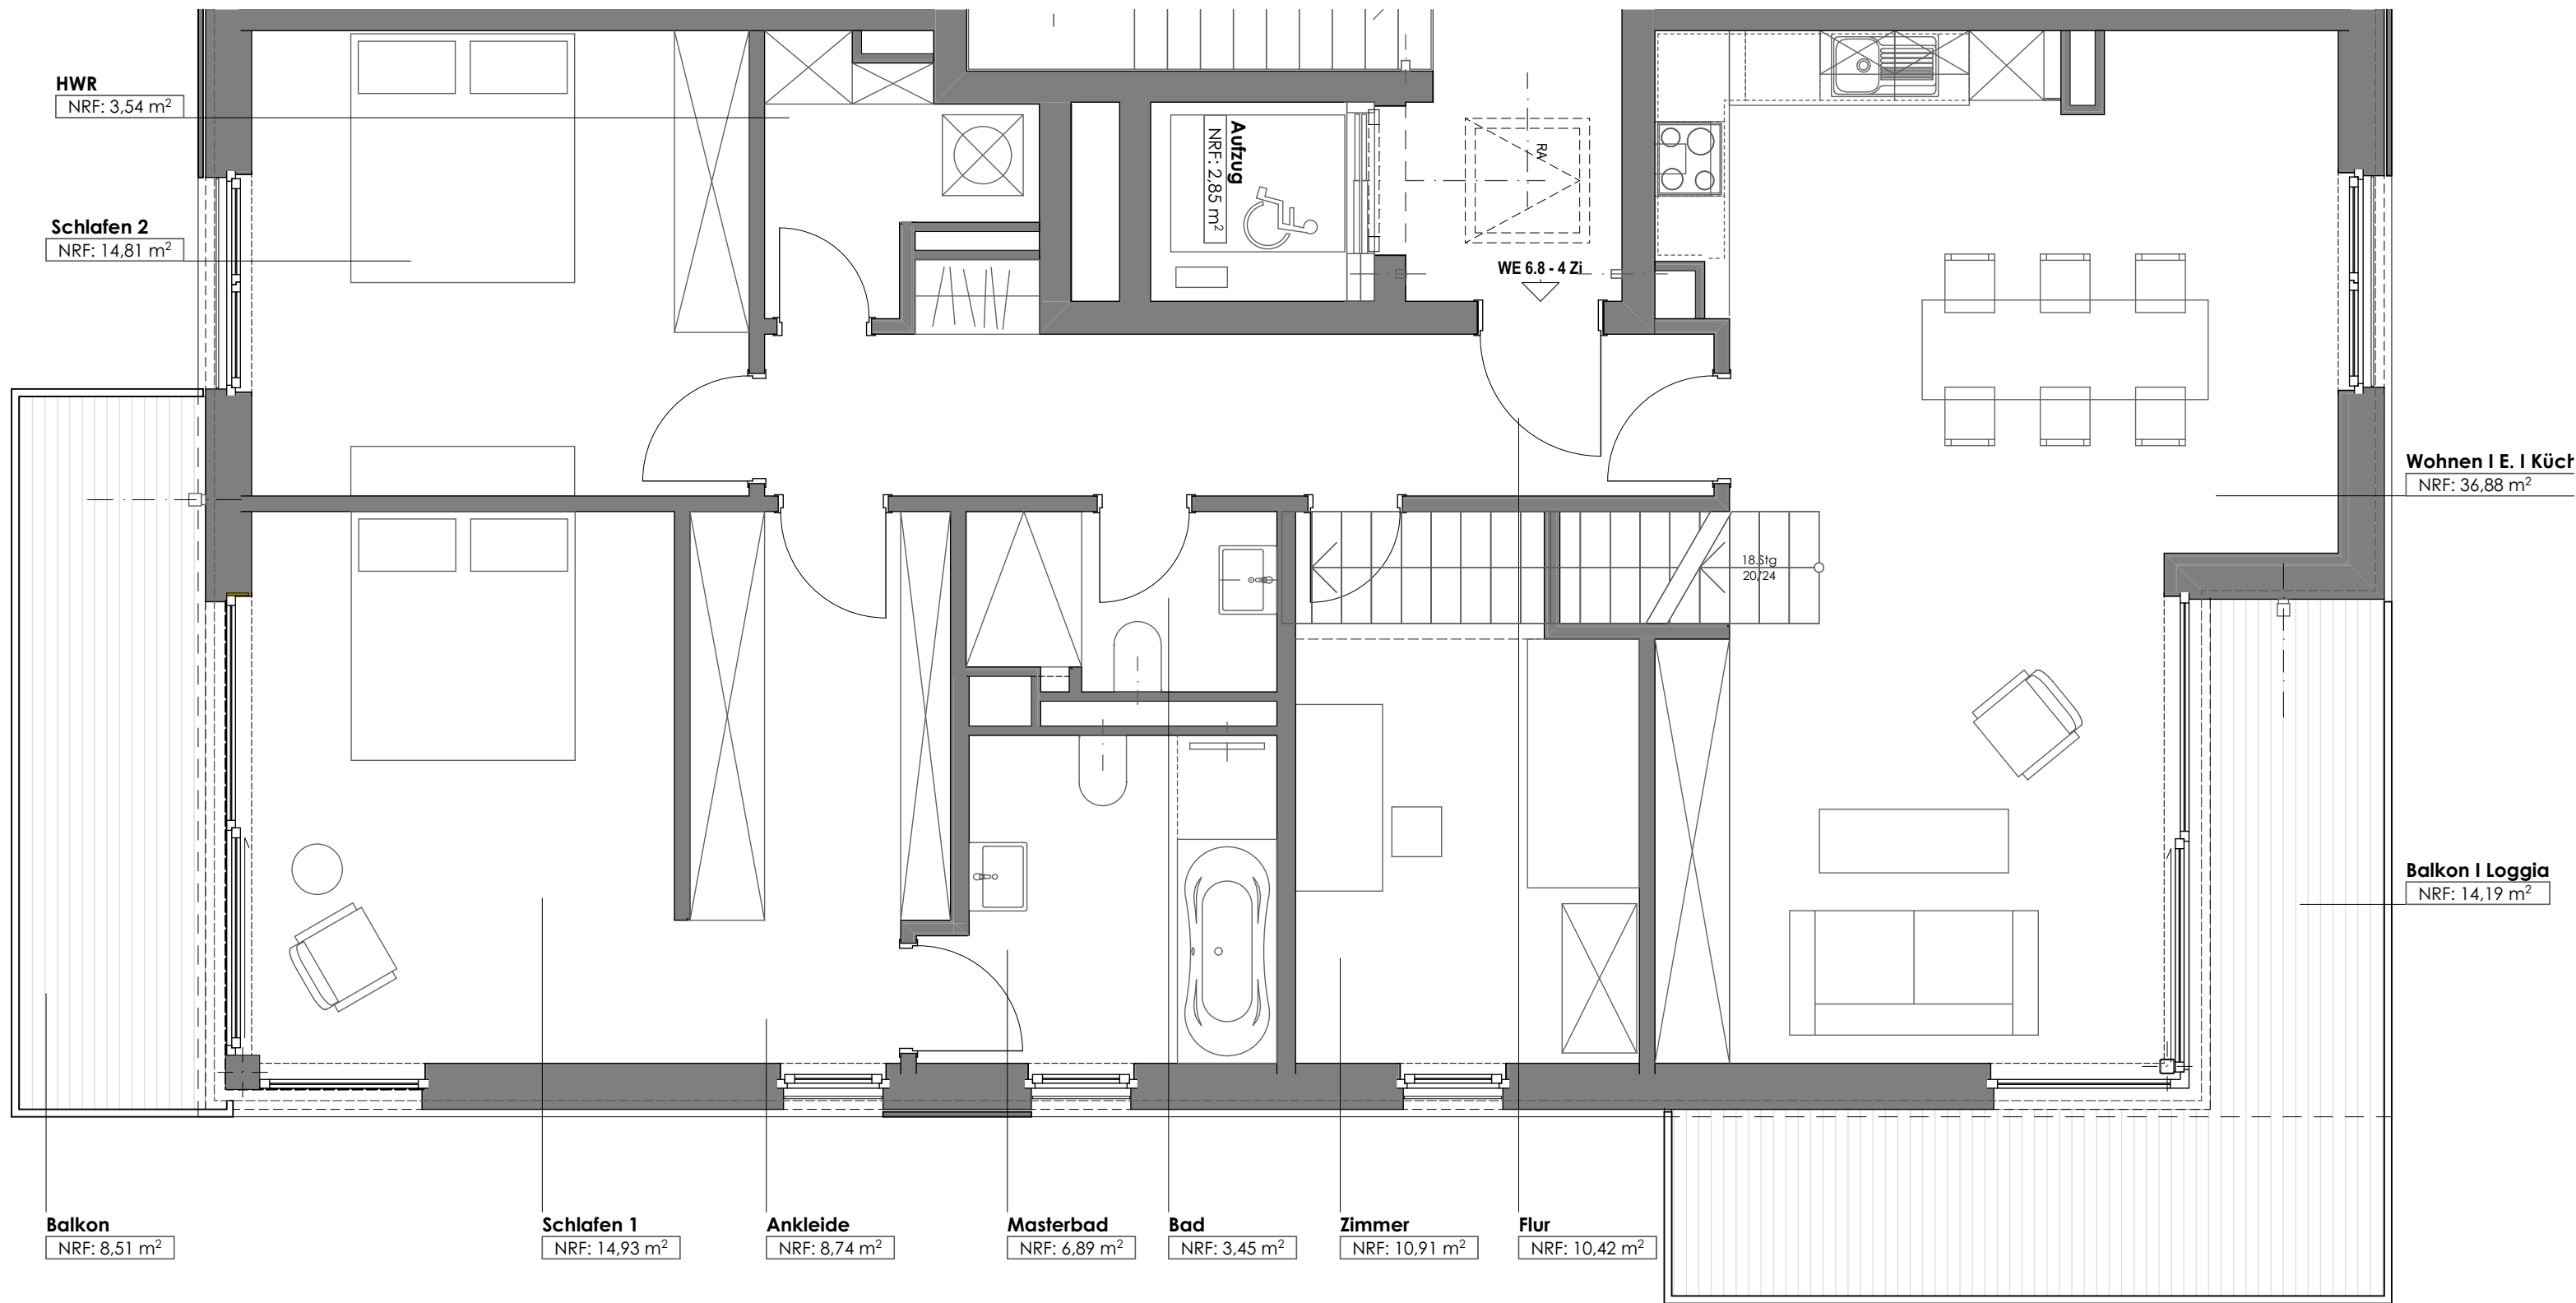 HWR
NRF: 3,54 m²
Schlafen 2
NRF: 14,81 m²
Aufzug
NRF: 2,85 m²
RA
WE 6.8 - 4 Zi
18 Stg
20/24
Wohnen I E. I Küch
NRF: 36,88 m²
Balkon I Loggia
NRF: 14,19 m²
Balkon
NRF: 8,51 m²
Schlafen 1
NRF: 14,93 m²
Ankleide
NRF: 8,74 m²
Masterbad
NRF: 6,89 m²
Bad
NRF: 3,45 m²
Zimmer
NRF: 10,91 m²
Flur
NRF: 10,42 m²